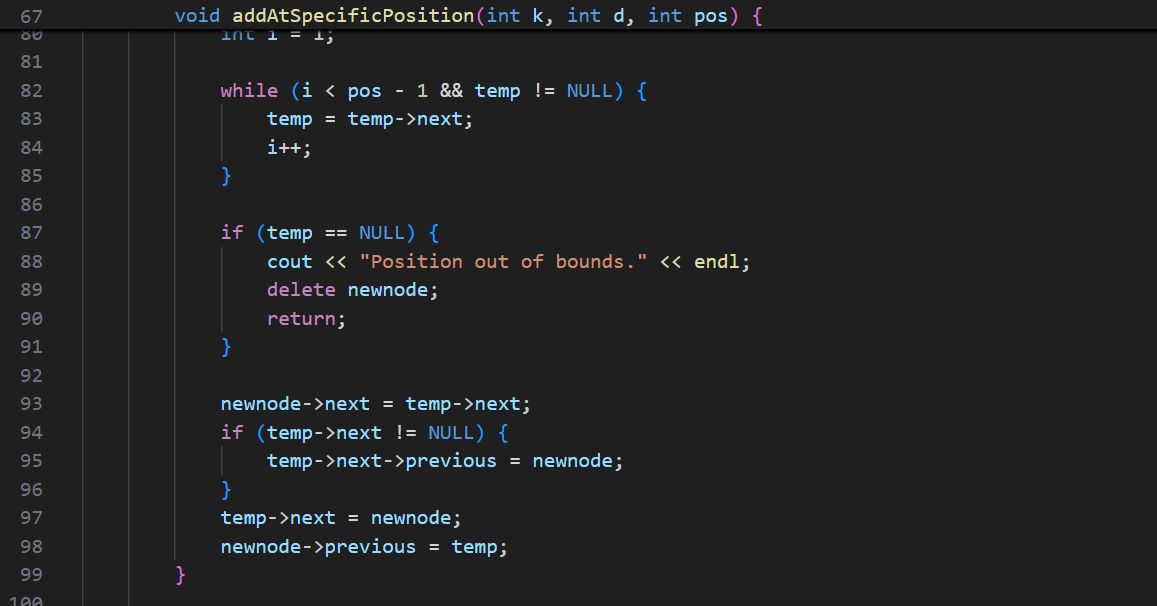 67 void addAtSpecificPosition(int k, int d, int pos) {
80 int i = 1;
81
82 while (i < pos - 1 && temp != NULL) {
83 temp = temp->next;
84 i++;
85 }
86
87 if (temp == NULL) {
88 cout << "Position out of bounds." << endl;
89 delete newnode;
90 return;
91 }
92
93 newnode->next = temp->next;
94 if (temp->next != NULL) {
95 temp->next->previous = newnode;
96 }
97 temp->next = newnode;
98 newnode->previous = temp;
99 }
100